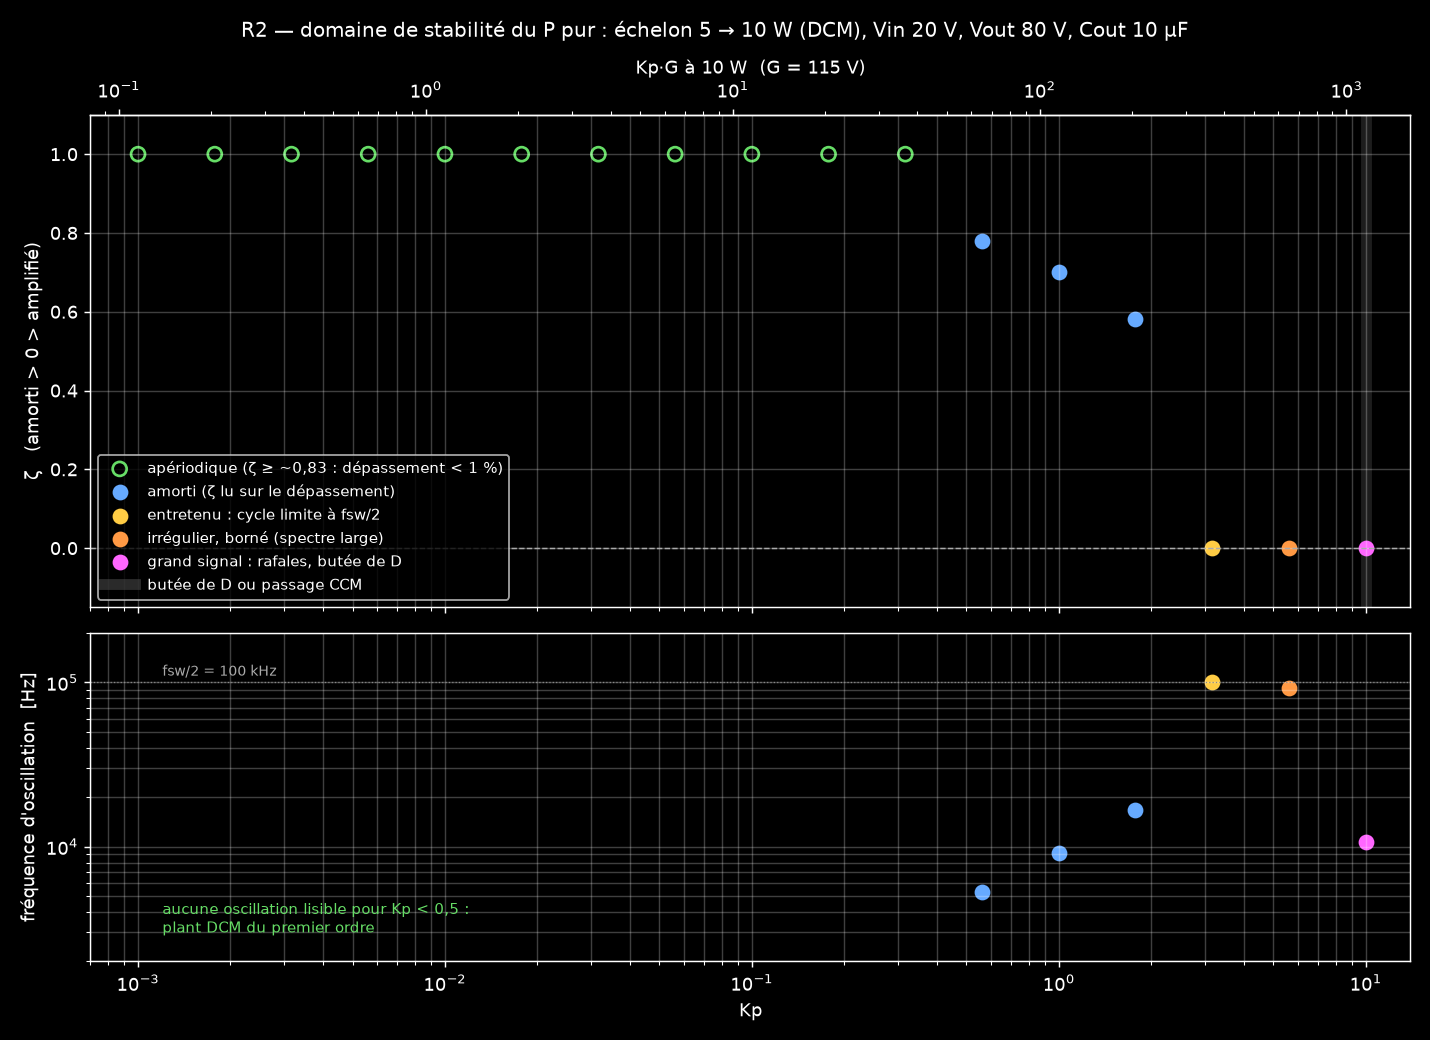 R2 — domaine de stabilité du P pur : échelon 5 → 10 W (DCM), Vin 20 V, Vout 80 V, Cout 10 µF
Kp·G à 10 W  (G = 115 V)
10⁻¹ 10⁰ 10¹ 10² 10³
ζ   (amorti > 0 > amplifié)
1.0
0.8
0.6
0.4
0.2
0.0
apériodique (ζ ≥ ~0,83 : dépassement < 1 %)
amorti (ζ lu sur le dépassement)
entretenu : cycle limite à fsw/2
irrégulier, borné (spectre large)
grand signal : rafales, butée de D
butée de D ou passage CCM
fréquence d'oscillation  [Hz]
10⁵
10⁴
fsw/2 = 100 kHz
aucune oscillation lisible pour Kp < 0,5 :
plant DCM du premier ordre
10⁻³ 10⁻² 10⁻¹ 10⁰ 10¹
Kp